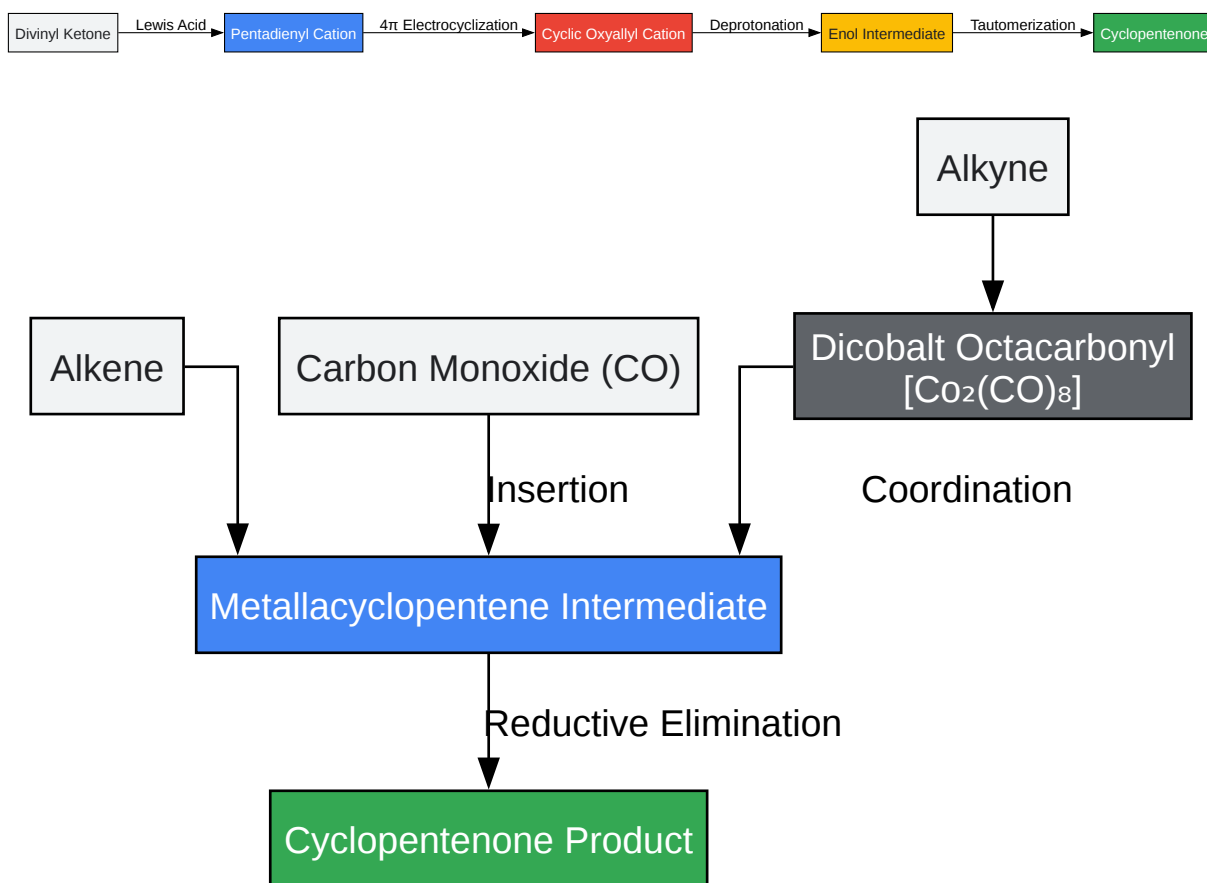 Divinyl Ketone
Lewis Acid
Pentadienyl Cation
4π Electrocyclization
Cyclic Oxyallyl Cation
Deprotonation
Enol Intermediate
Tautomerization
Cyclopentenone
Alkyne
Alkene
Carbon Monoxide (CO)
Dicobalt Octacarbonyl
[Co₂(CO)₈]
Insertion
Coordination
Metallacyclopentene Intermediate
Reductive Elimination
Cyclopentenone Product